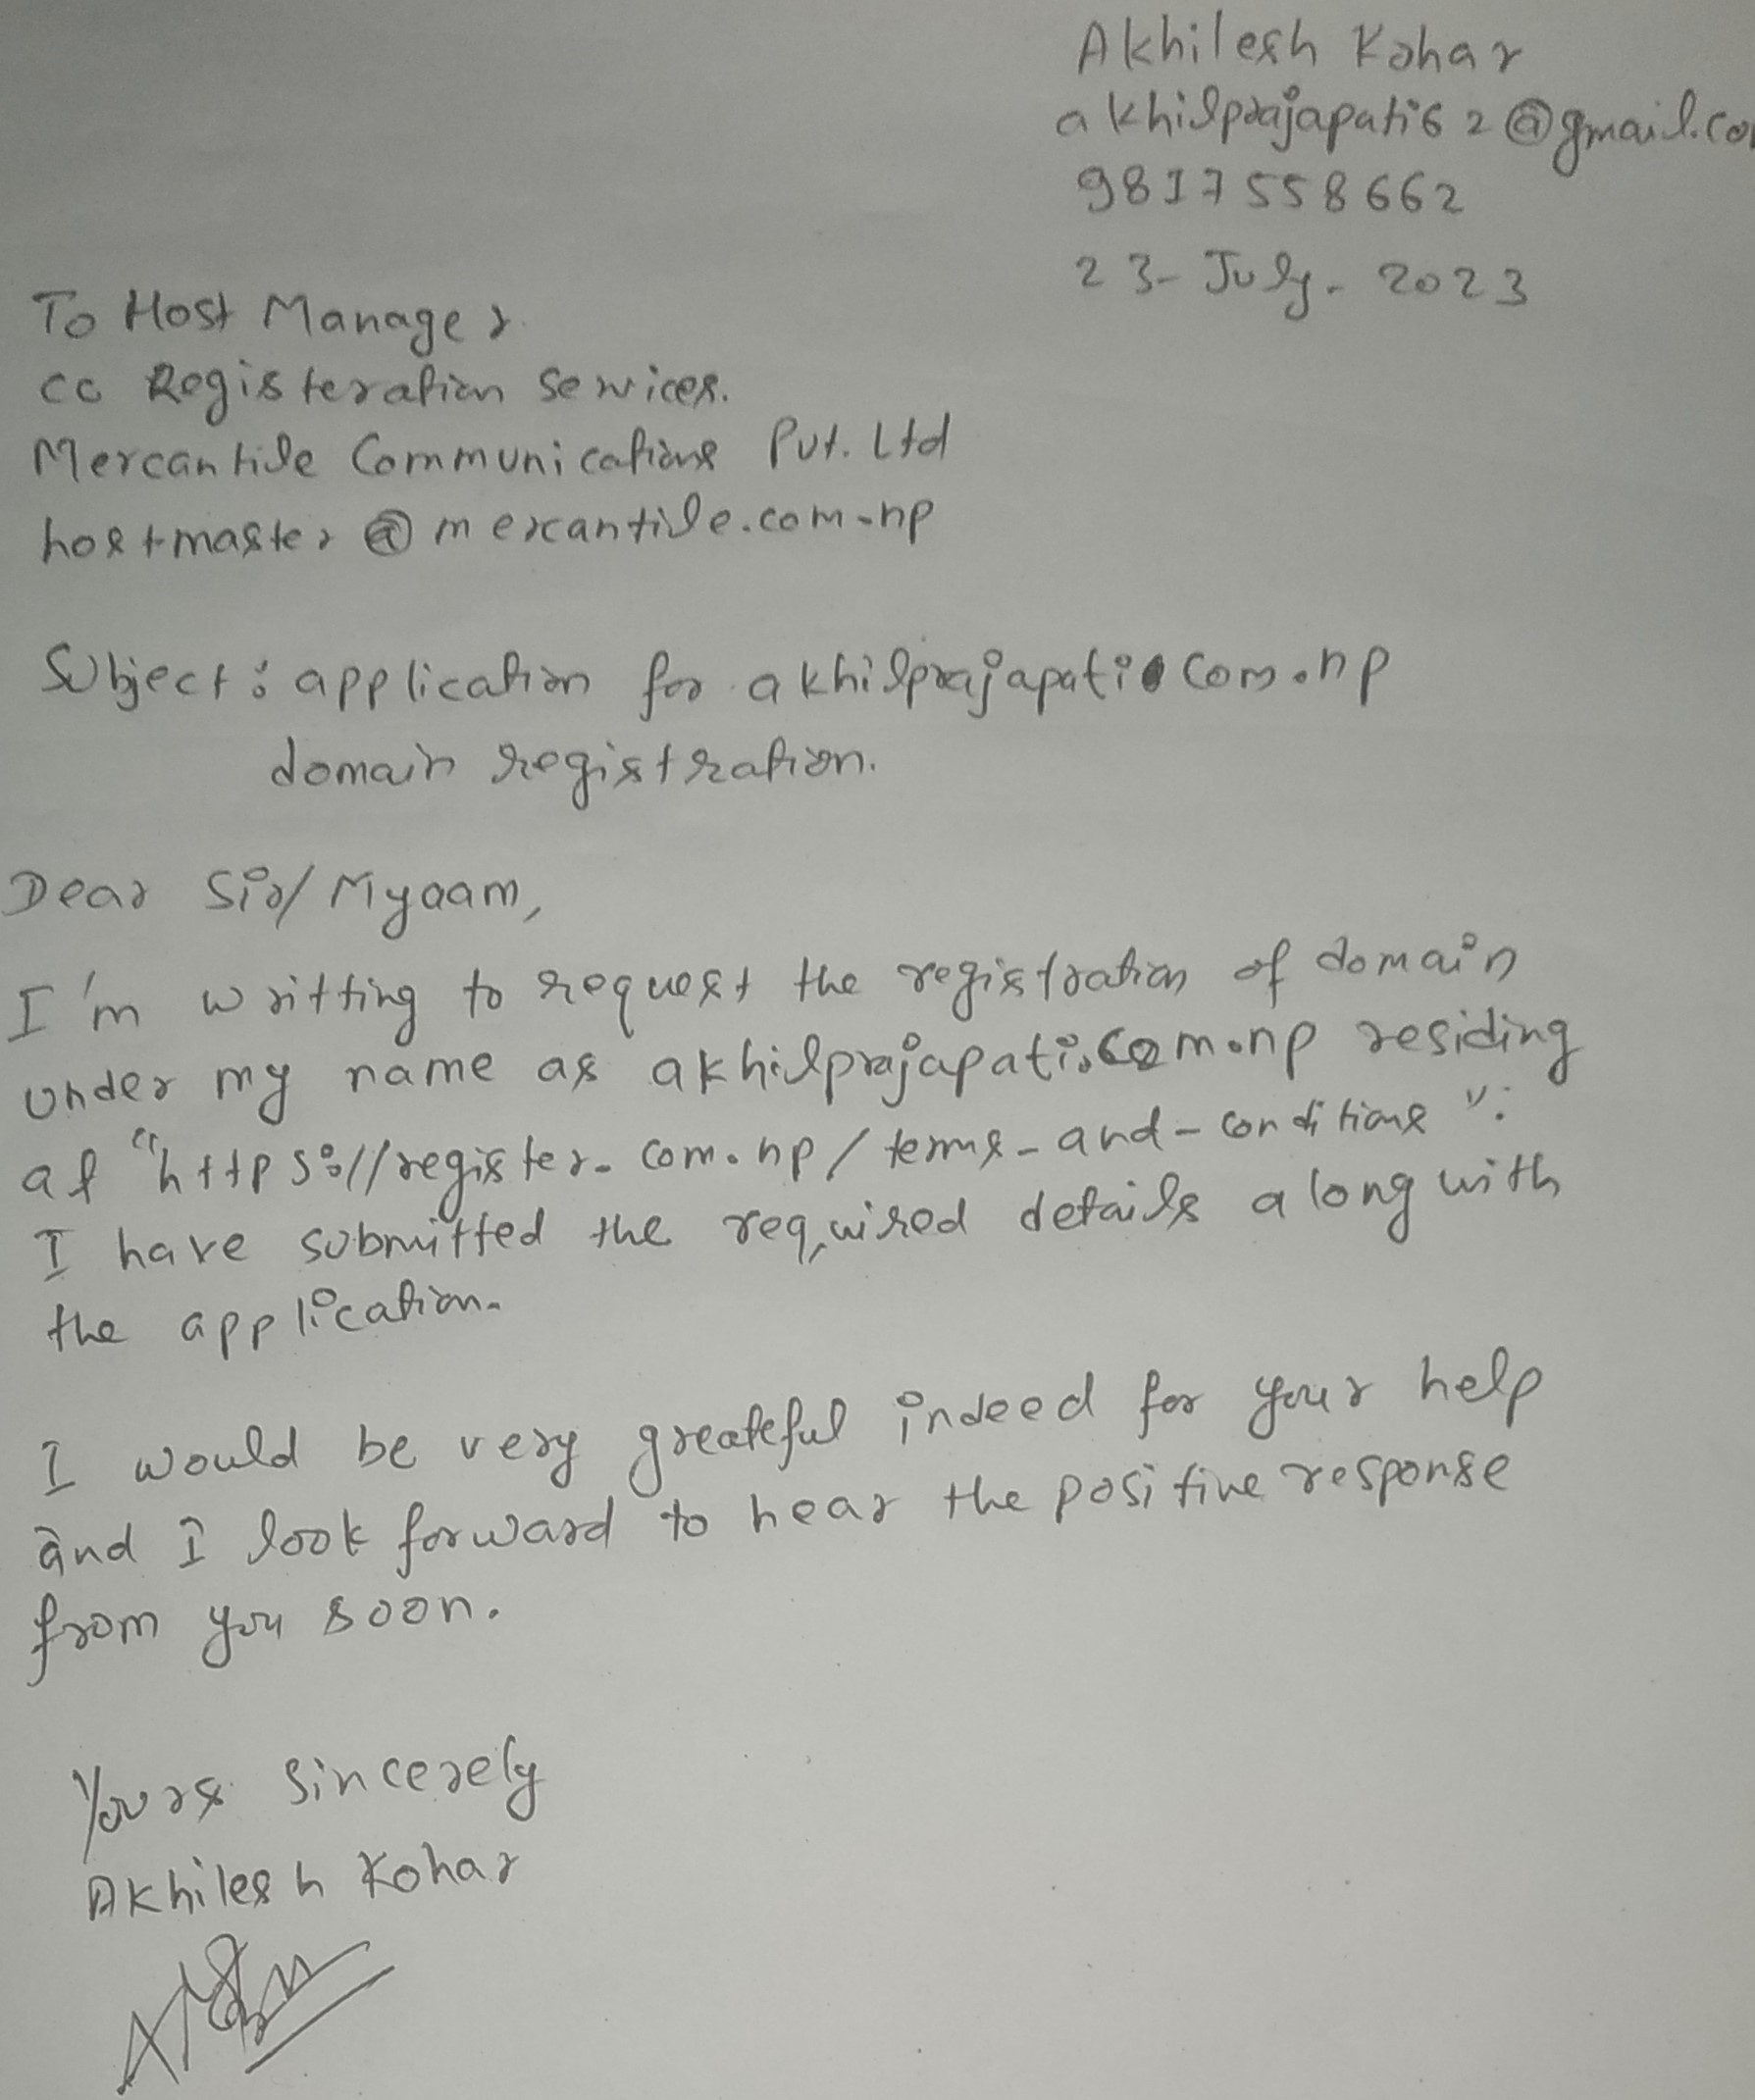 Akhilesh Kohar
akhilprajapati62@gmail.co
9817558662
23-July-2023
To Host Manager
CC Registeration Services.
Mercantile Communications Pvt. Ltd
hostmaster@mercantile.com.np
Subject: application for akhilprajapati.com.np
domain registration.
Dear Sir/Myaam,
I'm writting to request the registration of domain
under my name as akhilprajapati.com.np residing
at "https://register.com.np/terms-and-conditions".
I have submitted the required details along with
the application.
I would be very greateful indeed for your help
and I look forward to hear the positive response
from you soon.
Yours sincerely
Akhilesh Kohar